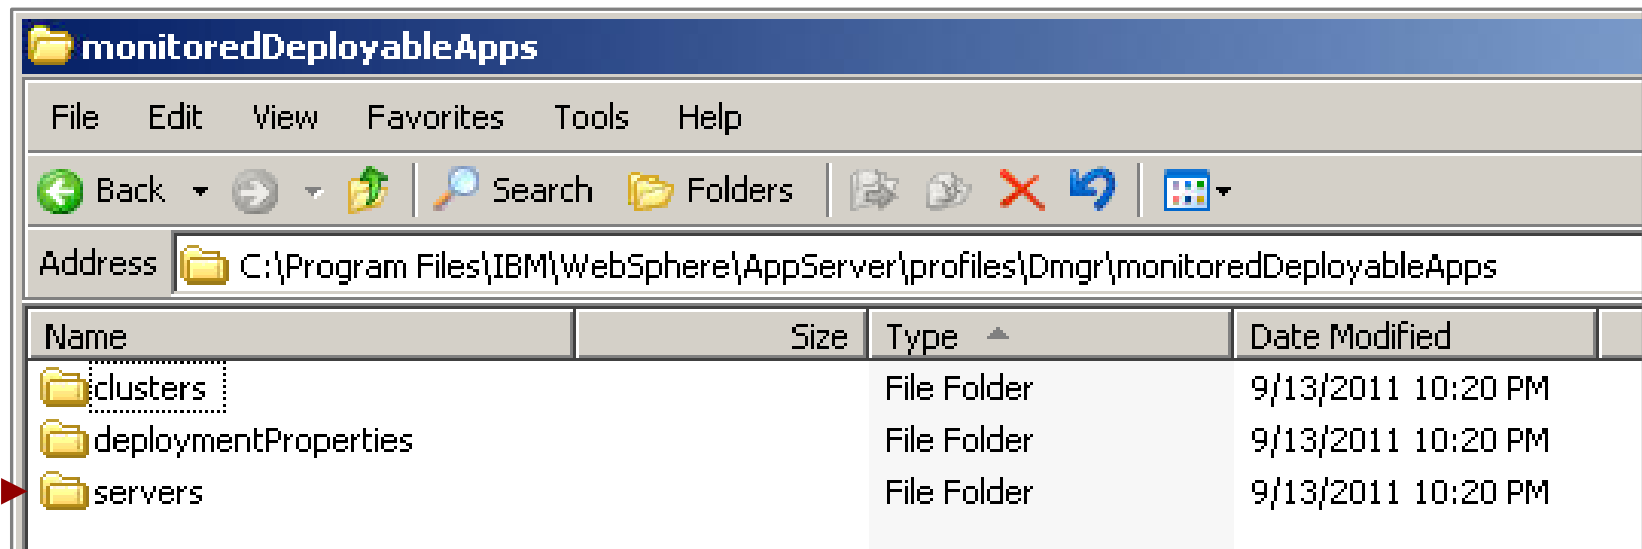 monitoredDeployableApps
File Edit View Favorites Tools Help
Back Search Folders
Address C:\Program Files\IBM\WebSphere\AppServer\profiles\Dmgr\monitoredDeployableApps
Name Size Type Date Modified
clusters File Folder 9/13/2011 10:20 PM
deploymentProperties File Folder 9/13/2011 10:20 PM
servers File Folder 9/13/2011 10:20 PM